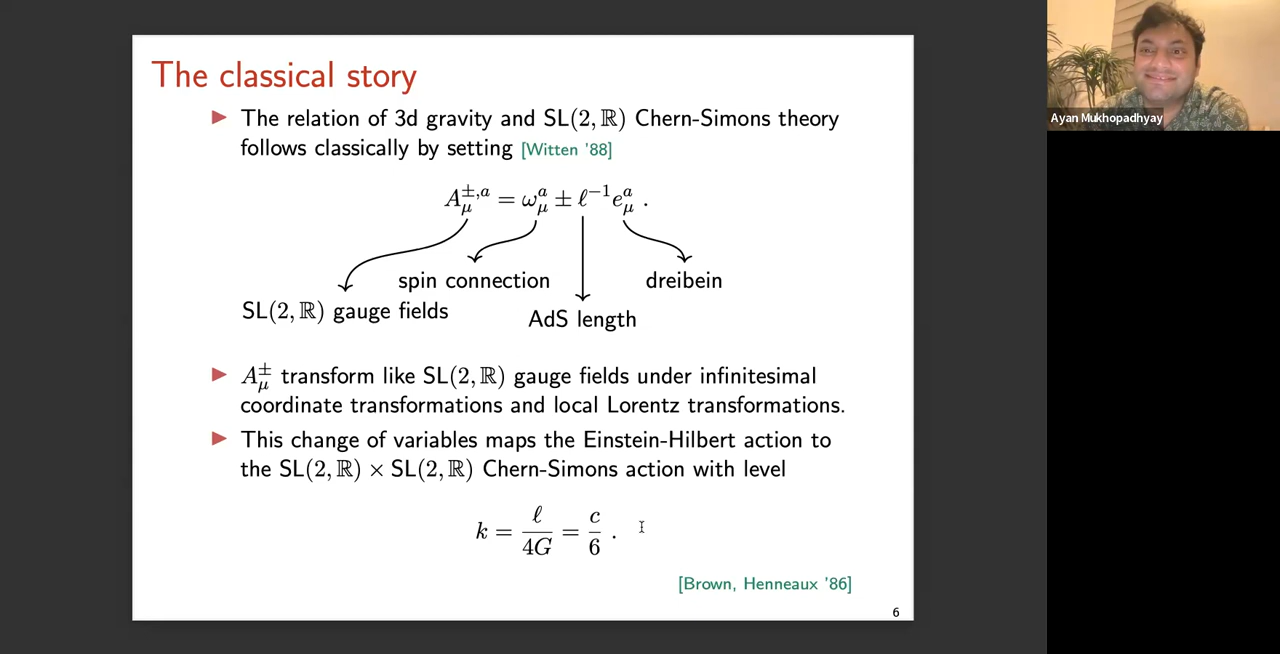 The classical story
► The relation of 3d gravity and SL(2, ℝ) Chern-Simons theory
follows classically by setting [Witten '88]
A_μ^{±,a} = ω_μ^a ± ℓ^{−1} e_μ^a .
spin connection
dreibein
SL(2, ℝ) gauge fields
AdS length
► A_μ^± transform like SL(2, ℝ) gauge fields under infinitesimal
coordinate transformations and local Lorentz transformations.
► This change of variables maps the Einstein-Hilbert action to
the SL(2, ℝ) × SL(2, ℝ) Chern-Simons action with level
k = ℓ/4G = c/6 .
[Brown, Henneaux '86]
6
Ayan Mukhopadhyay